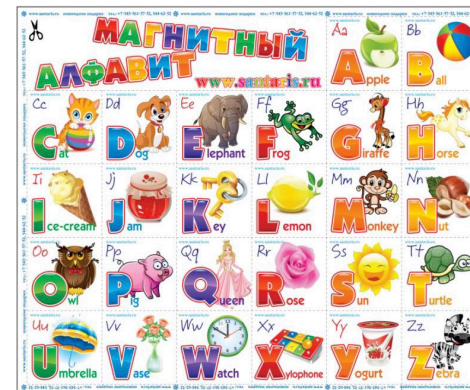 МАГНИТНЫЙ
АЛФАВИТ
www.santaris.ru
Aa
Apple
Bb
Ball
Cc
Cat
Dd
Dog
Ee
Elephant
Ff
Frog
Gg
Giraffe
Hh
Horse
Ii
Ice-cream
Jj
Jam
Kk
Key
Ll
Lemon
Mm
Monkey
Nn
Nut
Oo
Owl
Pp
Pig
Qq
Queen
Rr
Rose
Ss
Sun
Tt
Turtle
Uu
Umbrella
Vv
Vase
Ww
Watch
Xx
Xylophone
Yy
Yogurt
Zz
Zebra